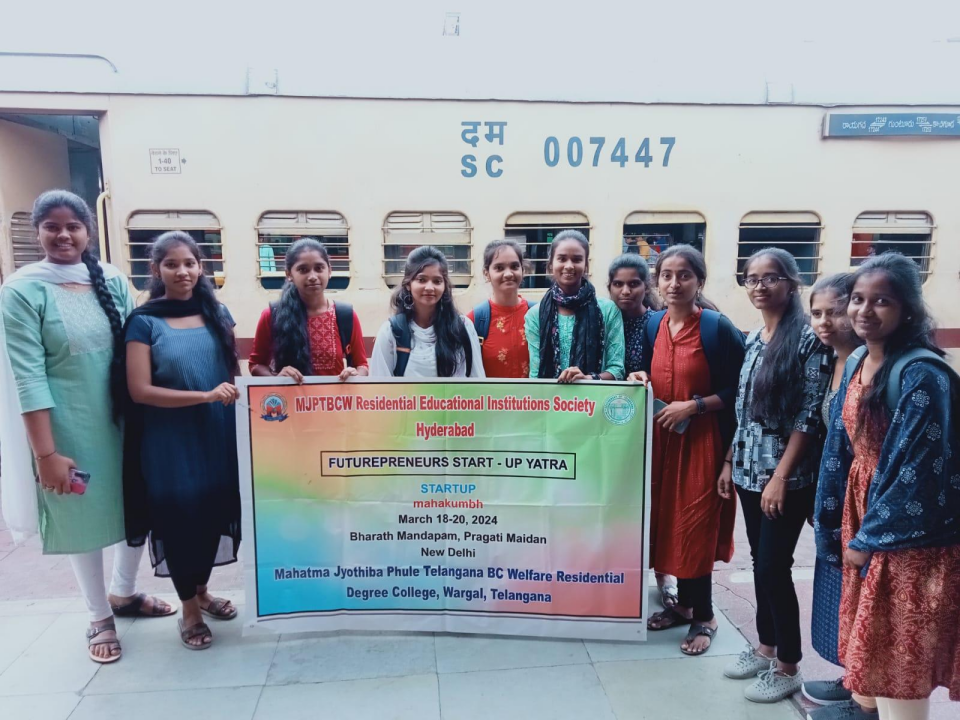 दम
SC 007447
1-40
TO SEAT
రాయగడ గుంటూరు
MJPTBCW Residential Educational Institutions Society
Hyderabad
FUTUREPRENEURS START - UP YATRA
STARTUP
mahakumbh
March 18-20, 2024
Bharath Mandapam, Pragati Maidan
New Delhi
Mahatma Jyothiba Phule Telangana BC Welfare Residential
Degree College, Wargal, Telangana